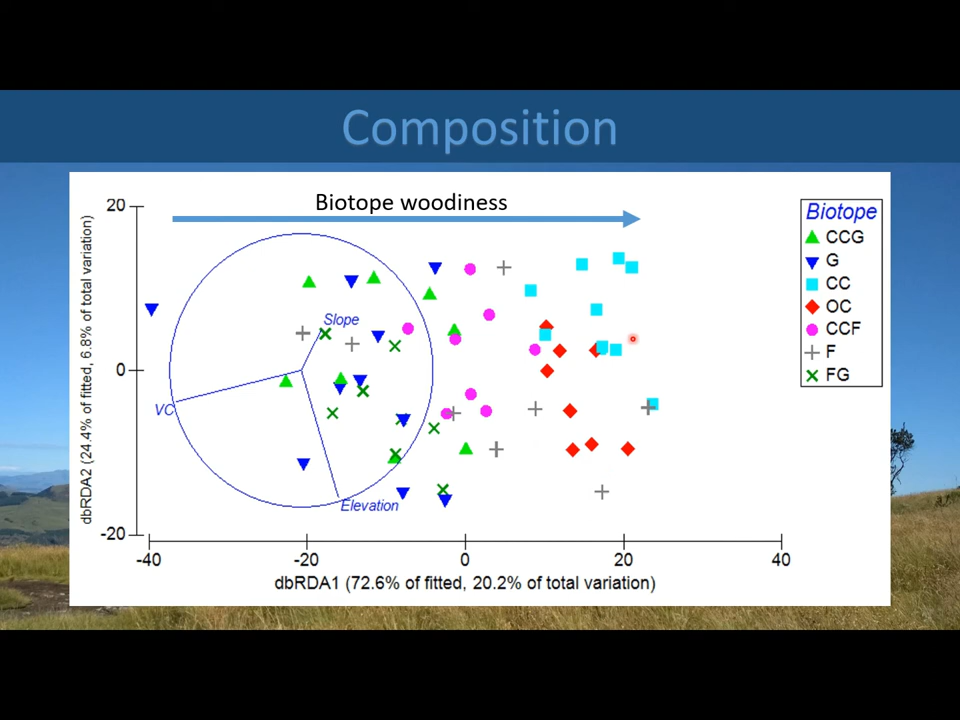 Composition
Biotope woodiness
20
0
-20
dbRDA2 (24.4% of fitted, 6.8% of total variation)
Slope
VC
Elevation
-40
-20
0
20
40
dbRDA1 (72.6% of fitted, 20.2% of total variation)
Biotope
CCG
G
CC
OC
CCF
F
FG